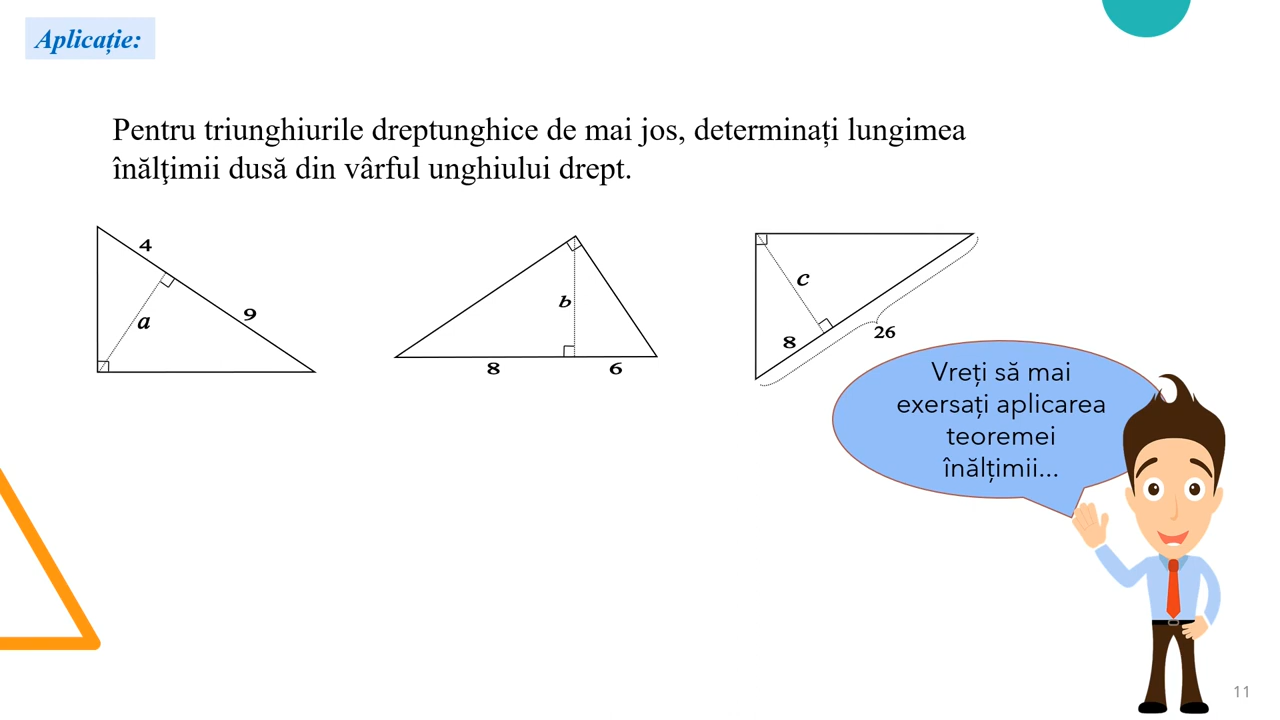 Aplicație:
Pentru triunghiurile dreptunghice de mai jos, determinați lungimea
înălţimii dusă din vârful unghiului drept.
4
a
9
b
8
6
c
8
26
Vreți să mai
exersați aplicarea
teoremei
înălțimii...
11